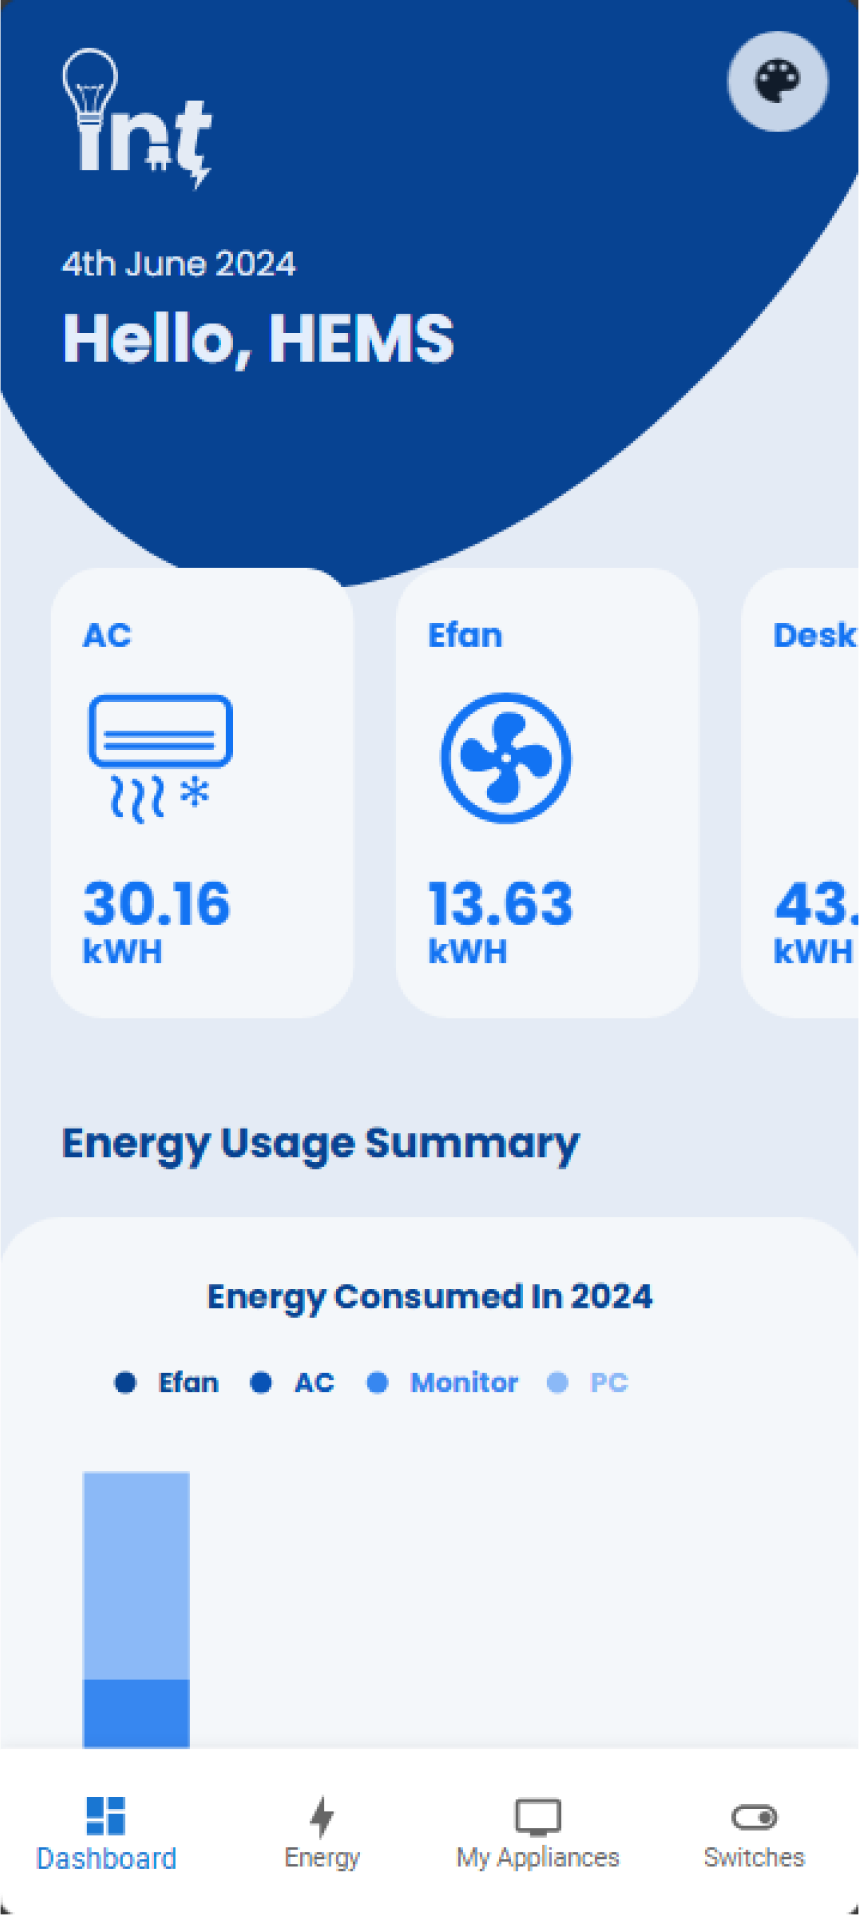 int
4th June 2024
Hello, HEMS
AC
Efan
Desk
30.16
13.63
43.
kWH
kWH
kWH
Energy Usage Summary
Energy Consumed In 2024
Efan AC Monitor PC
Dashboard Energy My Appliances Switches